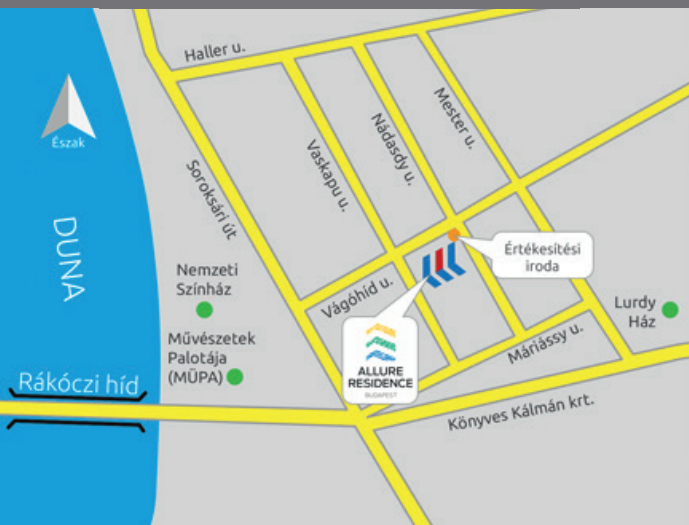 Haller u.
Mester u.
Nádasdy u.
Vaskapu u.
Észak
Soroksári út
DUNA
Értékesítési
iroda
Nemzeti
Színház
Vágóhíd u.
Lurdy
Ház
Művészetek
Palotája
(MÜPA)
Máriássy u.
ALLURE
RESIDENCE
BUDAPEST
Rákóczi híd
Könyves Kálmán krt.